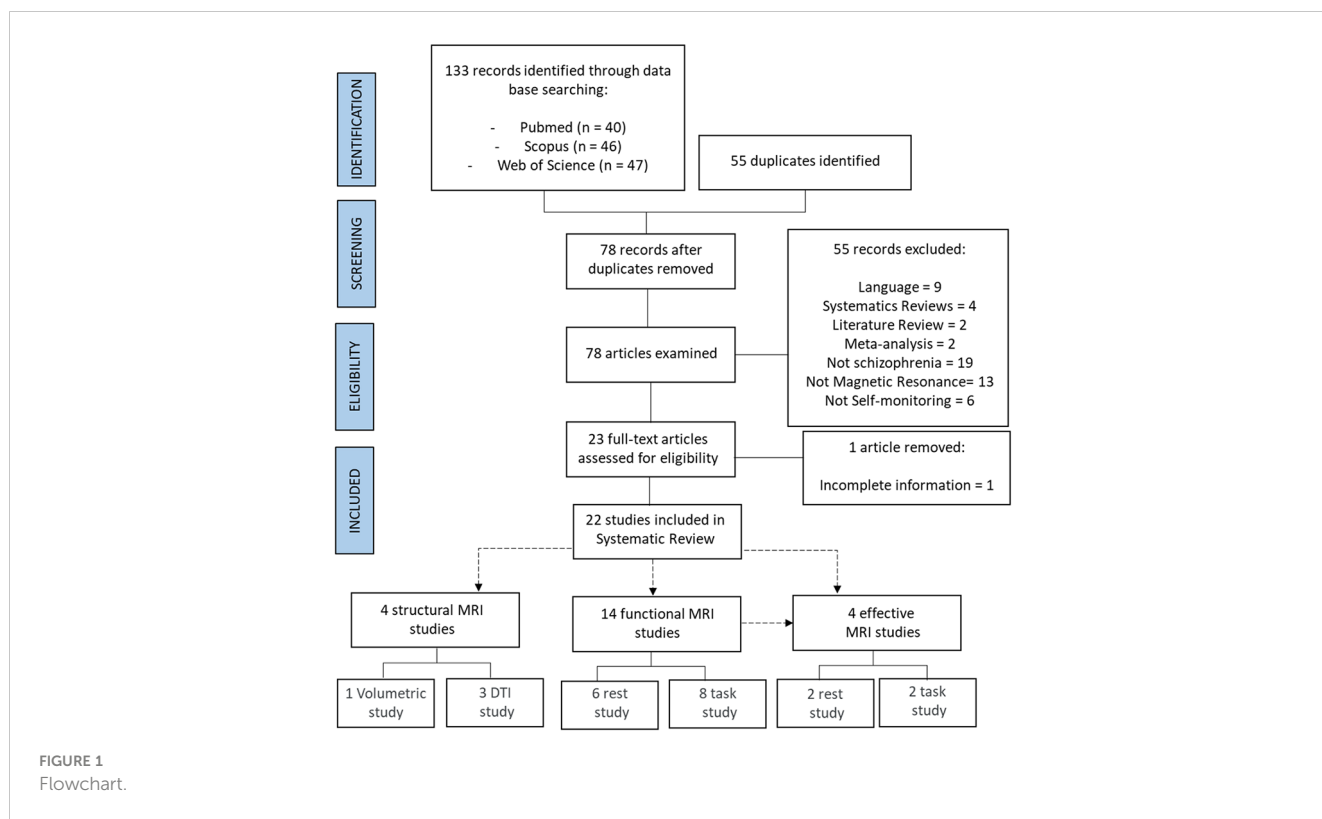 IDENTIFICATION
133 records identified through data
base searching:
- Pubmed (n = 40)
- Scopus (n = 46)
- Web of Science (n = 47)
55 duplicates identified
SCREENING
78 records after
duplicates removed
55 records excluded:
Language = 9
Systematics Reviews = 4
Literature Review = 2
Meta-analysis = 2
Not schizophrenia = 19
Not Magnetic Resonance= 13
Not Self-monitoring = 6
ELIGIBILITY
78 articles examined
23 full-text articles
assessed for eligibility
1 article removed:
Incomplete information = 1
INCLUDED
22 studies included in
Systematic Review
4 structural MRI
studies
14 functional MRI
studies
4 effective
MRI studies
1 Volumetric
study
3 DTI
study
6 rest
study
8 task
study
2 rest
study
2 task
study
FIGURE 1
Flowchart.